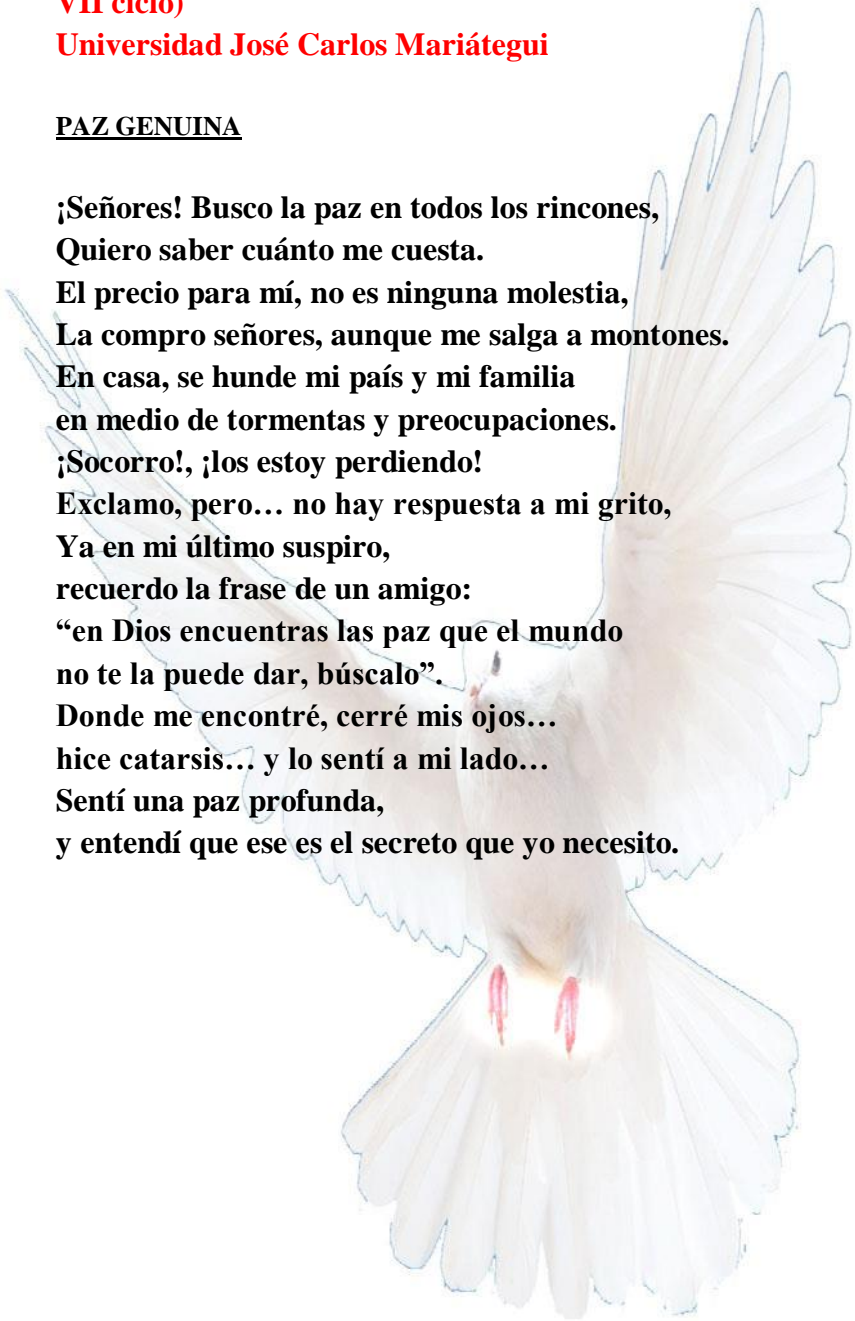 VII ciclo)
Universidad José Carlos Mariátegui
PAZ GENUINA
¡Señores! Busco la paz en todos los rincones,
Quiero saber cuánto me cuesta.
El precio para mí, no es ninguna molestia,
La compro señores, aunque me salga a montones.
En casa, se hunde mi país y mi familia
en medio de tormentas y preocupaciones.
¡Socorro!, ¡los estoy perdiendo!
Exclamo, pero… no hay respuesta a mi grito,
Ya en mi último suspiro,
recuerdo la frase de un amigo:
“en Dios encuentras las paz que el mundo
no te la puede dar, búscalo”.
Donde me encontré, cerré mis ojos…
hice catarsis… y lo sentí a mi lado…
Sentí una paz profunda,
y entendí que ese es el secreto que yo necesito.